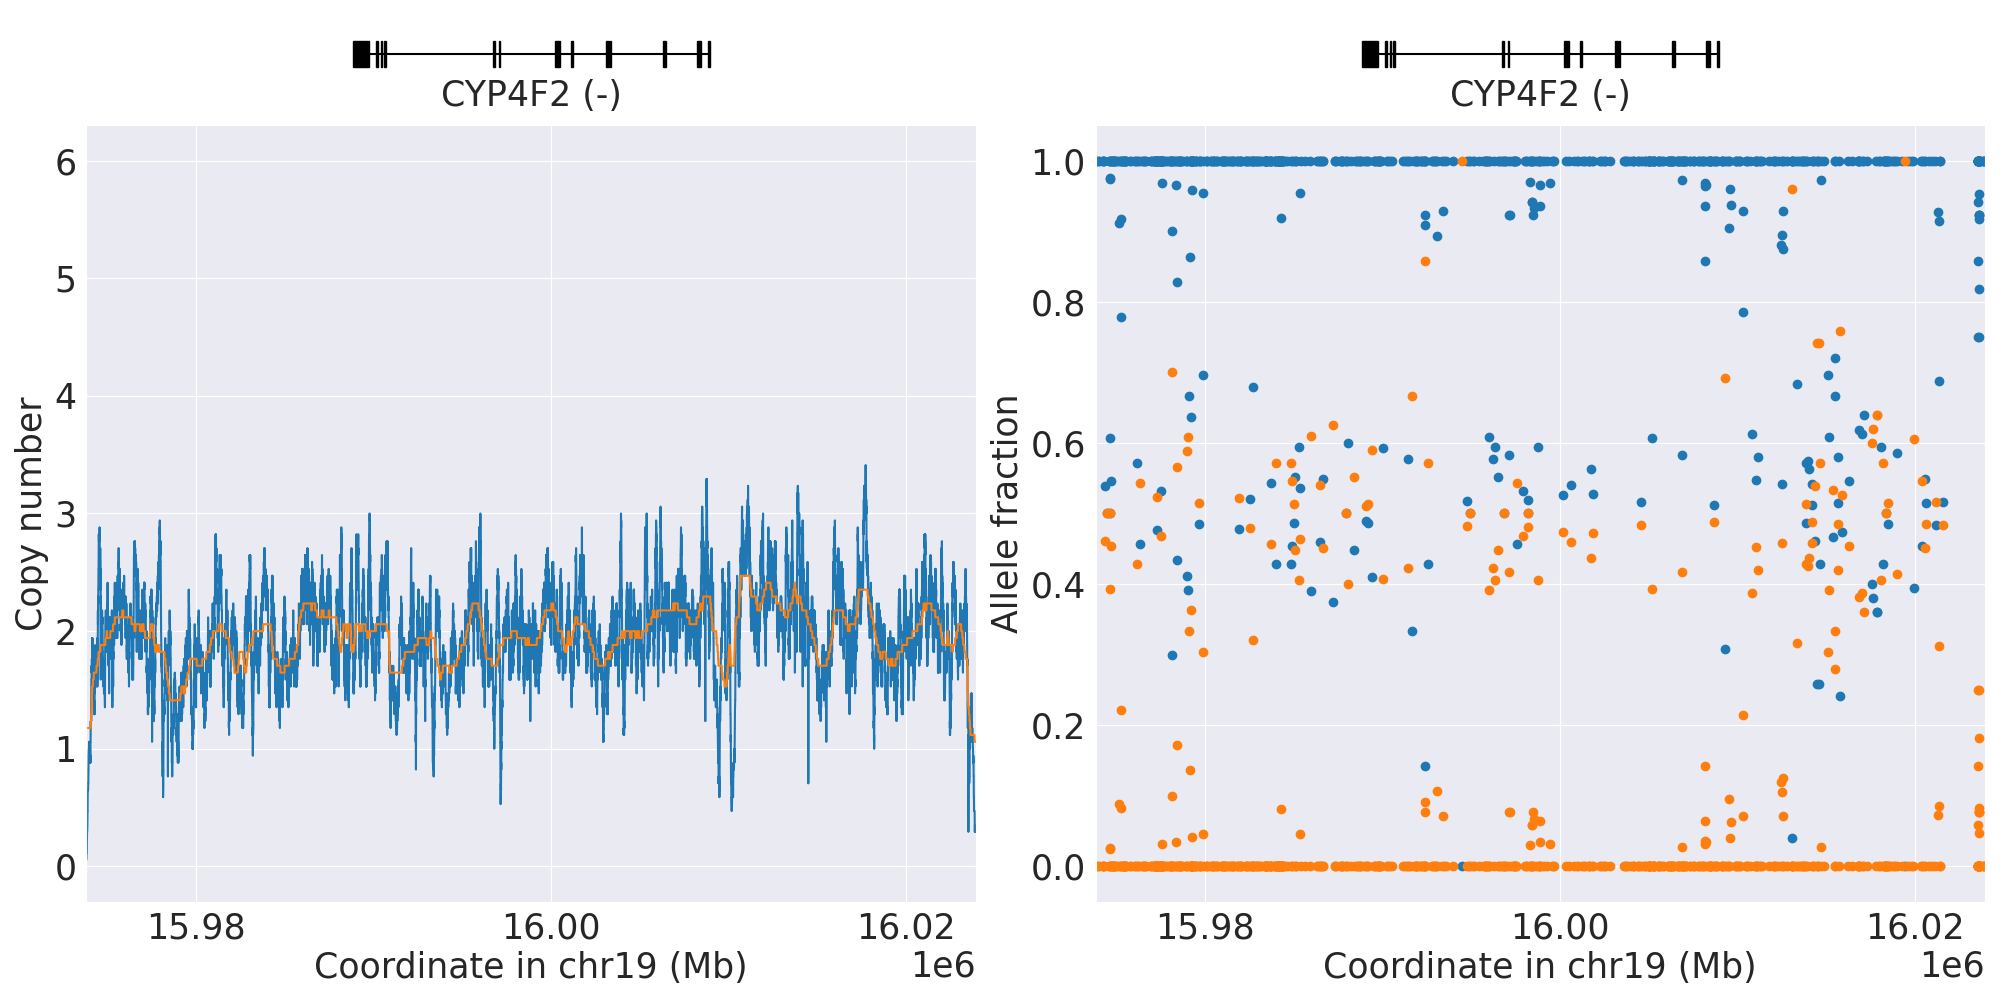 CYP4F2 (-)
6
5
4
3
2
1
0
Copy number
15.98
16.00
16.02
Coordinate in chr19 (Mb)
1e6
CYP4F2 (-)
1.0
0.8
0.6
0.4
0.2
0.0
Allele fraction
15.98
16.00
16.02
Coordinate in chr19 (Mb)
1e6